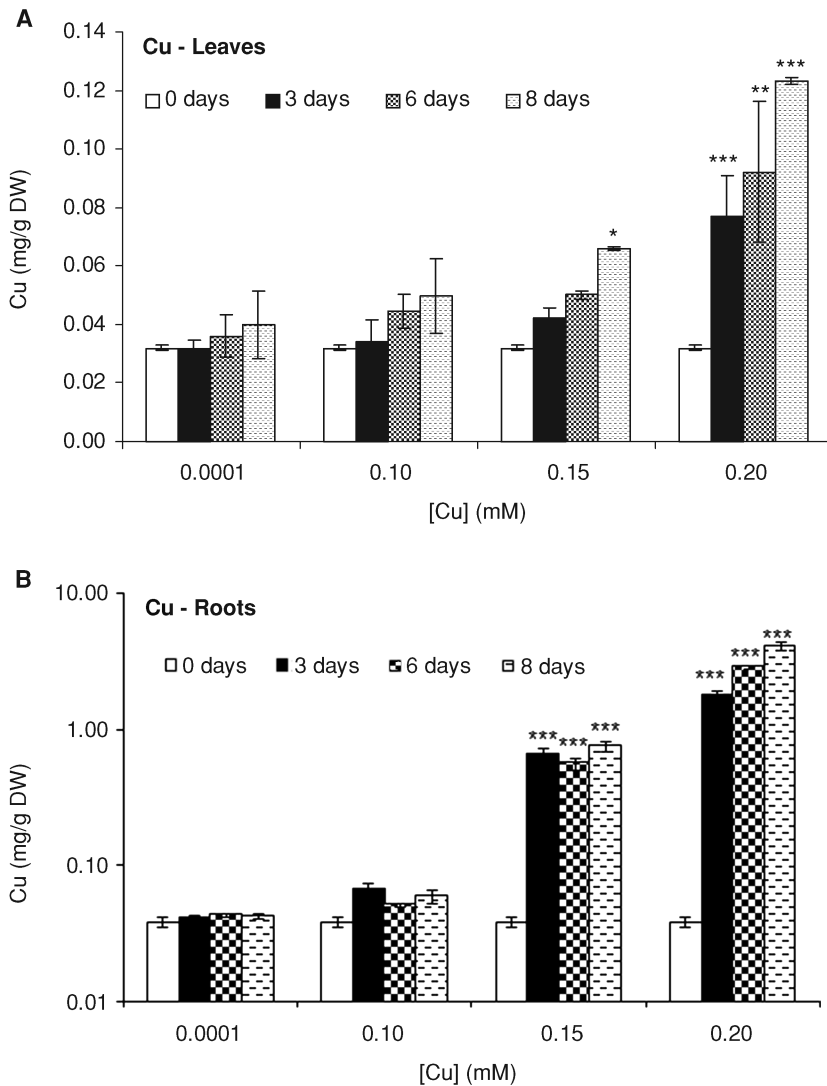 A
Cu - Leaves
0 days 3 days 6 days 8 days
Cu (mg/g DW)
0.14
0.12
0.10
0.08
0.06
0.04
0.02
0.00
*
***
**
***
0.0001 0.10 0.15 0.20
[Cu] (mM)
B
Cu - Roots
0 days 3 days 6 days 8 days
Cu (mg/g DW)
10.00
1.00
0.10
0.01
***
***
***
***
***
***
0.0001 0.10 0.15 0.20
[Cu] (mM)